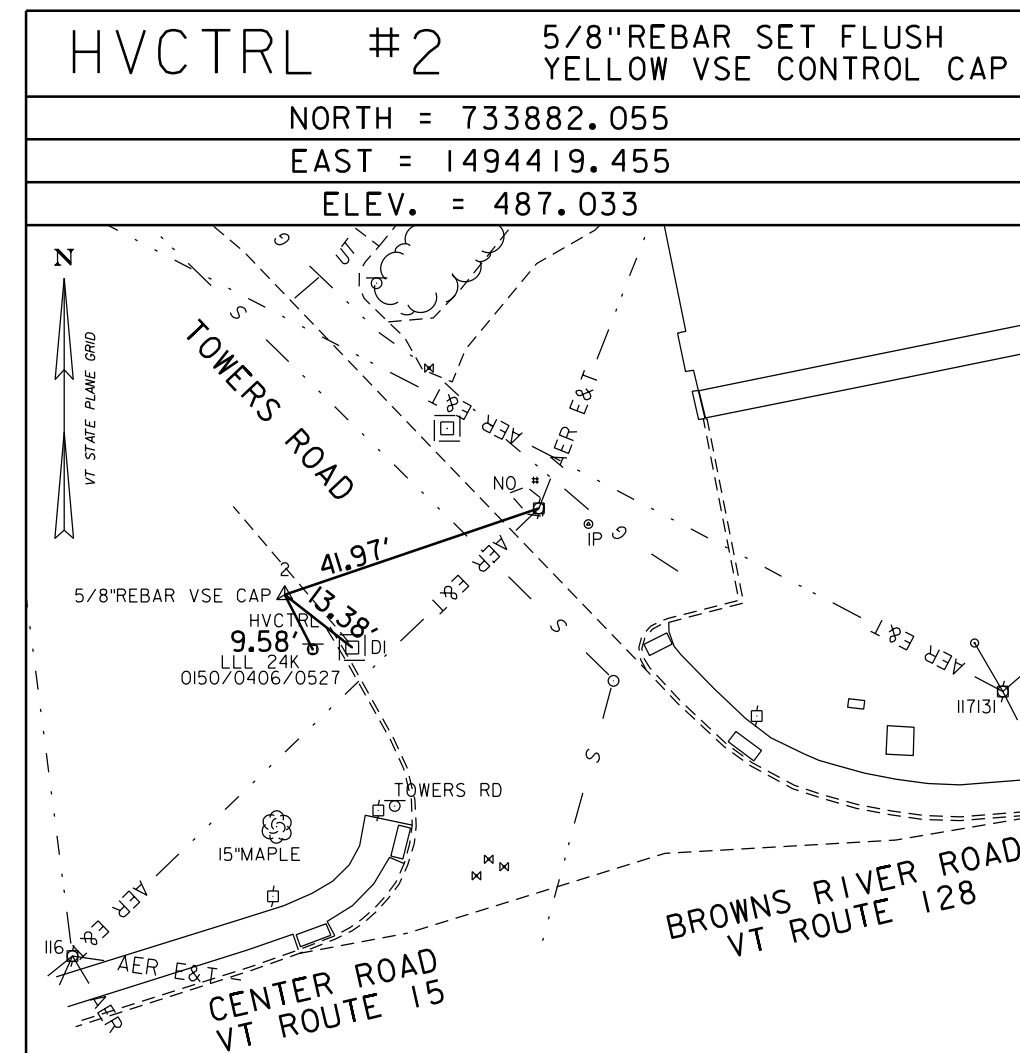 HVCTRL #2
5/8"REBAR SET FLUSH
YELLOW VSE CONTROL CAP
NORTH = 733882.055
EAST = 1494419.455
ELEV. = 487.033
N
VT STATE PLANE GRID
G
UT
S
TOWERS ROAD
AER E&T
AER E&T
NO #
IP
G
41.97'
AER E&T
2
5/8"REBAR VSE CAP
13.38'
HVCTRL
9.58'
DI
LLL 24K
0150/0406/0527
S
AER E&T
117131
S
TOWERS RD
15"MAPLE
AER E&T
116
AER E&T
AER
CENTER ROAD
VT ROUTE 15
BROWNS RIVER ROAD
VT ROUTE 128